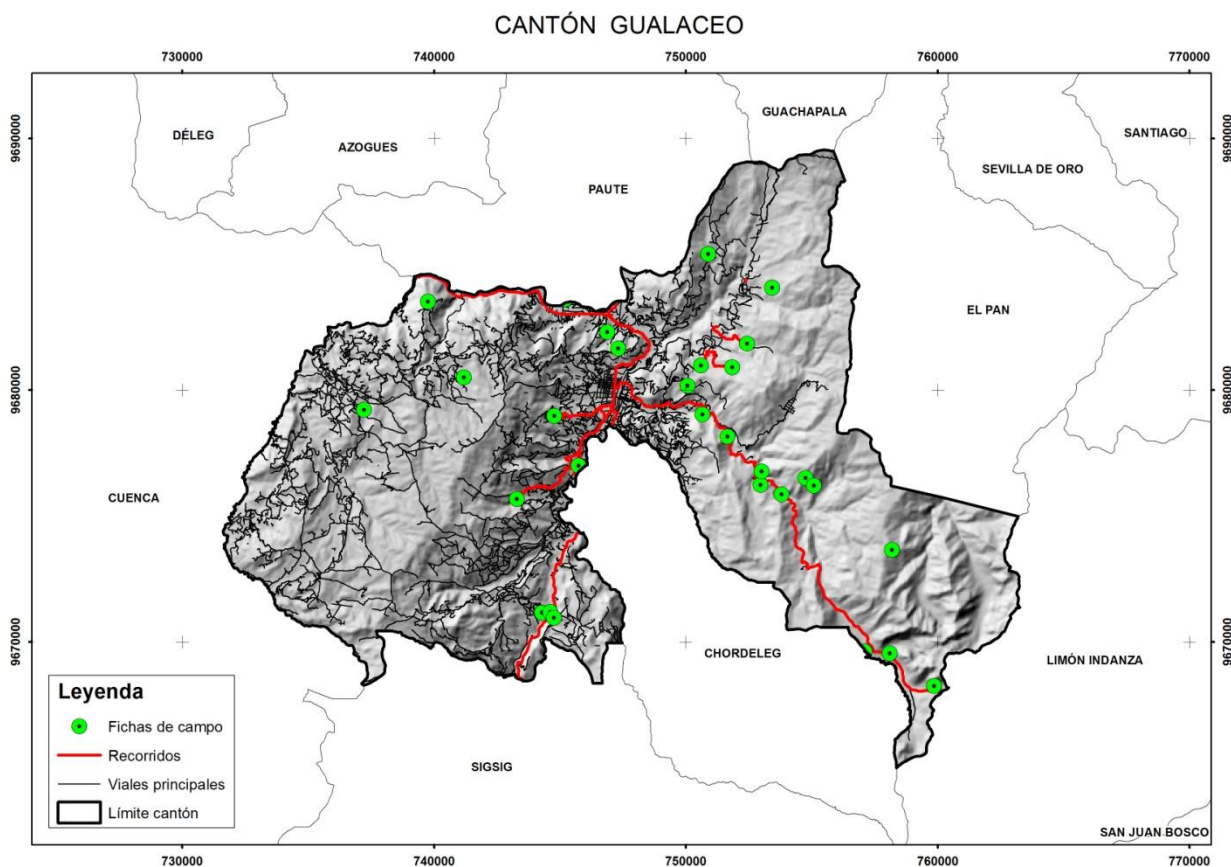 CANTÓN GUALACEO
730000
740000
750000
760000
770000
GUACHAPALA
SANTIAGO
9690000
9690000
DÉLEG
AZOGUES
SEVILLA DE ORO
PAUTE
EL PAN
9680000
9680000
CUENCA
9670000
9670000
CHORDELEG
LIMÓN INDANZA
Leyenda
Fichas de campo
Recorridos
Viales principales
Límite cantón
SIGSIG
SAN JUAN BOSCO
730000
740000
750000
760000
770000